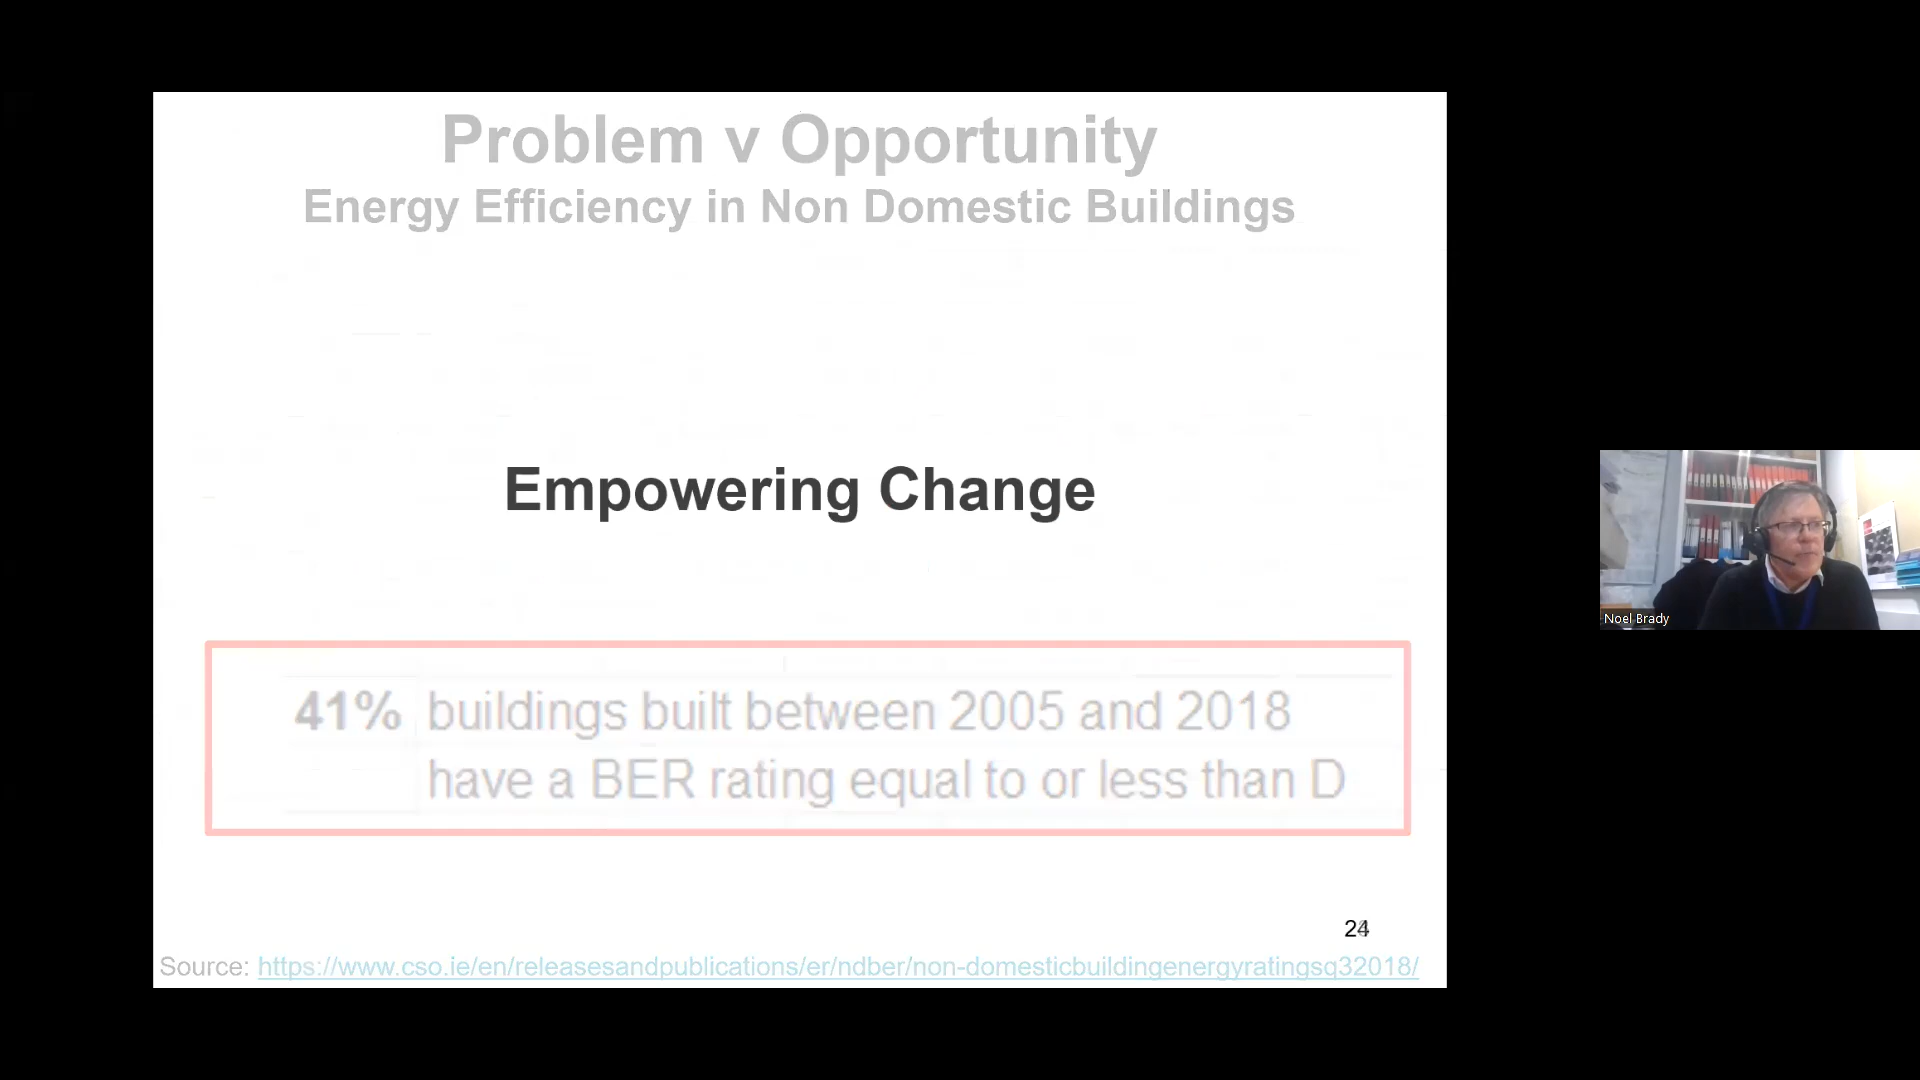 Problem v Opportunity
Energy Efficiency in Non Domestic Buildings
Empowering Change
41% buildings built between 2005 and 2018
have a BER rating equal to or less than D
24
Source: https://www.cso.ie/en/releasesandpublications/er/ndber/non-domesticbuildingenergyratingsq32018/
Noel Brady